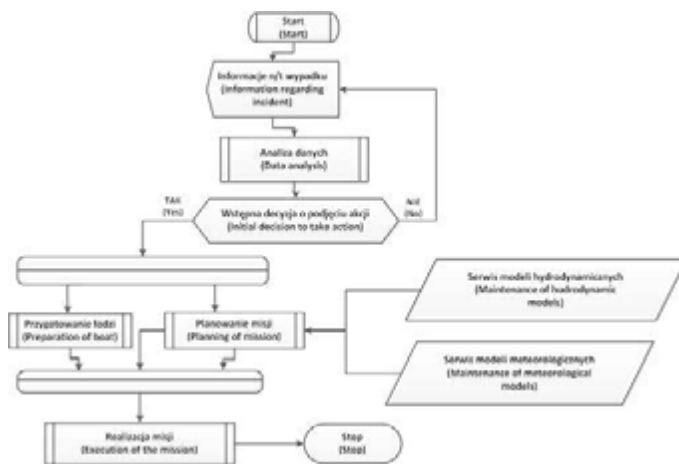 Start
(Start)
Informacje n/t wypadku
(Information regarding
incident)
Analiza danych
(Data analysis)
TAK
(Yes)
Wstępna decyzja o podjęciu akcji
(Initial decision to take action)
NIE
(No)
Serwis modeli hydrodynamicznych
(Maintenance of hudrodynamic
models)
Przygotowanie łodzi
(Preparation of boat)
Planowanie misji
(Planning of mission)
Serwis modeli meteorologicznych
(Maintenance of meteorological
models)
Realizacja misji
(Execution of the mission)
Stop
(Stop)